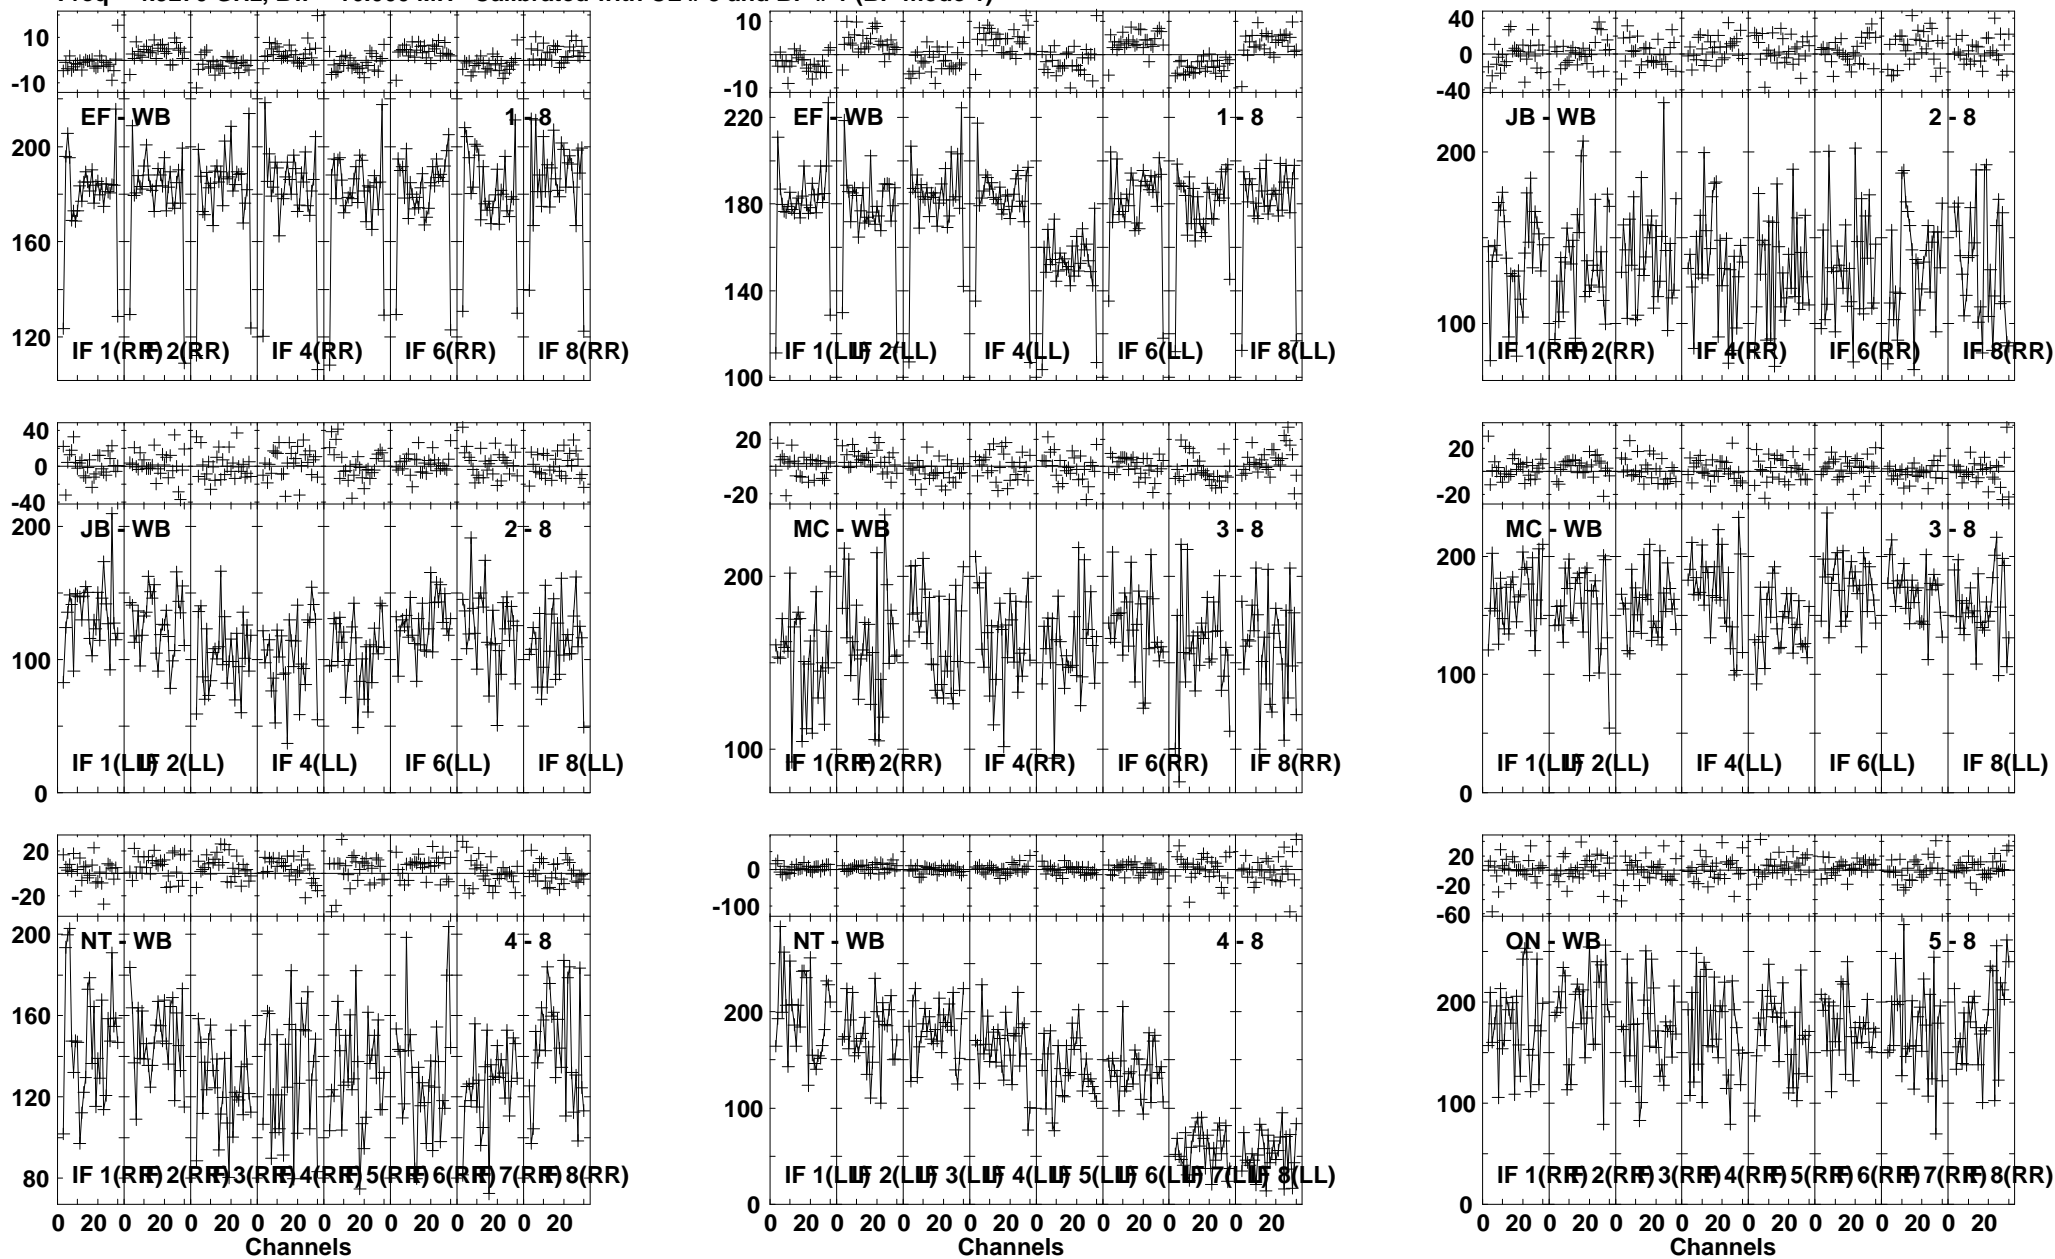 Calibrated with CL # and BP # (BP mode 1)
10
-10
EF - WB 1 - 8
200
160
120
IF 1(RR) IF 2(RR) IF 4(RR) IF 6(RR) IF 8(RR)
10
-10
EF - WB 1 - 8
220
180
140
100
IF 1(LL) IF 2(LL) IF 4(LL) IF 6(LL) IF 8(LL)
40
0
-40
JB - WB 2 - 8
200
100
IF 1(RR) IF 2(RR) IF 4(RR) IF 6(RR) IF 8(RR)
40
0
-40
JB - WB 2 - 8
200
100
0
IF 1(LL) IF 2(LL) IF 4(LL) IF 6(LL) IF 8(LL)
20
-20
MC - WB 3 - 8
200
100
IF 1(RR) IF 2(RR) IF 4(RR) IF 6(RR) IF 8(RR)
20
-20
MC - WB 3 - 8
200
100
0
IF 1(LL) IF 2(LL) IF 4(LL) IF 6(LL) IF 8(LL)
20
-20
NT - WB 4 - 8
200
160
120
80
IF 1(RR) IF 2(RR) IF 3(RR) IF 4(RR) IF 5(RR) IF 6(RR) IF 7(RR) IF 8(RR)
0 20 0 20 0 20 0 20 0 20 0 20 0 20 0 20
Channels
0
-100
NT - WB 4 - 8
200
100
0
IF 1(LL) IF 2(LL) IF 3(LL) IF 4(LL) IF 5(LL) IF 6(LL) IF 7(LL) IF 8(LL)
0 20 0 20 0 20 0 20 0 20 0 20 0 20 0 20
Channels
20
-20
-60
ON - WB 5 - 8
200
100
0
IF 1(RR) IF 2(RR) IF 3(RR) IF 4(RR) IF 5(RR) IF 6(RR) IF 7(RR) IF 8(RR)
0 20 0 20 0 20 0 20 0 20 0 20 0 20 0 20
Channels